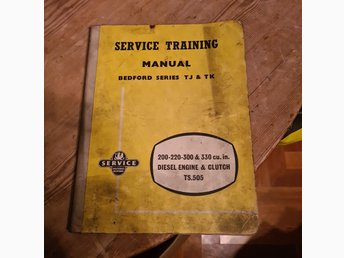 SERVICE TRAINING
MANUAL
BEDFORD SERIES TJ & TK
200-220-300 & 330 cu. in.
DIESEL ENGINE & CLUTCH
TS.505
SERVICE